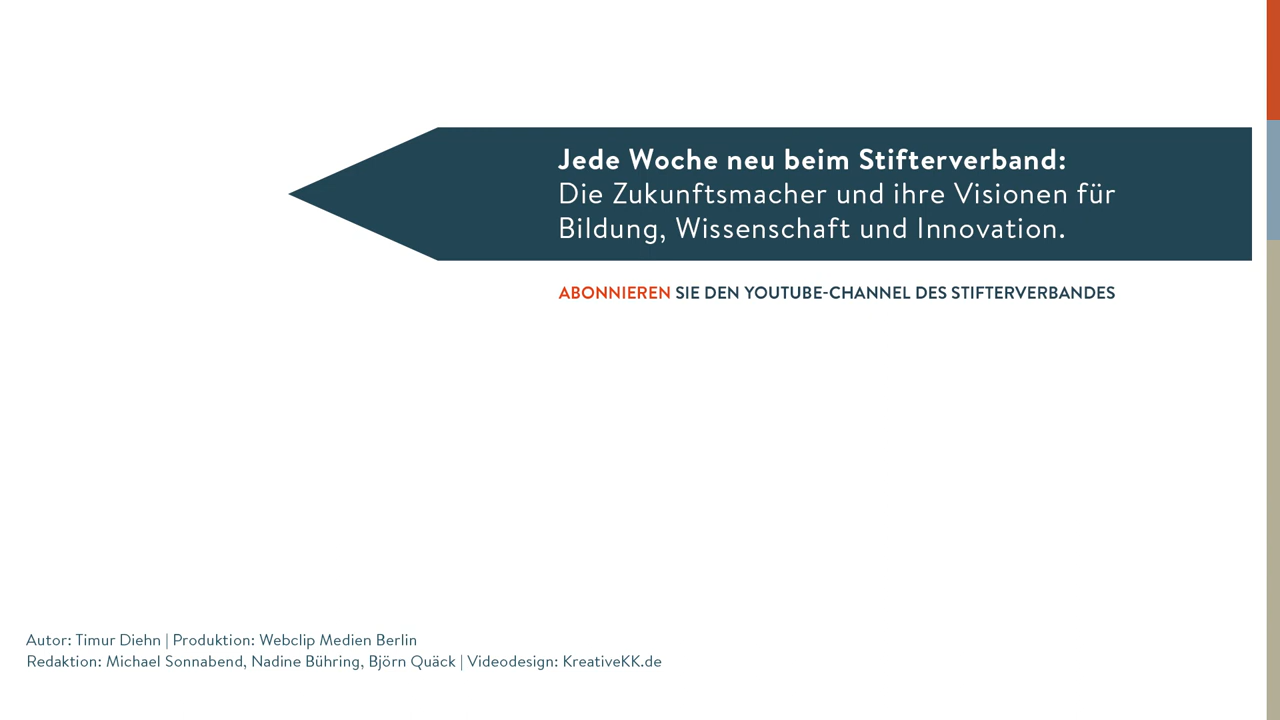 Jede Woche neu beim Stifterverband:
Die Zukunftsmacher und ihre Visionen für
Bildung, Wissenschaft und Innovation.
ABONNIEREN SIE DEN YOUTUBE-CHANNEL DES STIFTERVERBANDES
Autor: Timur Diehn | Produktion: Webclip Medien Berlin
Redaktion: Michael Sonnabend, Nadine Bühring, Björn Quäck | Videodesign: KreativeKK.de